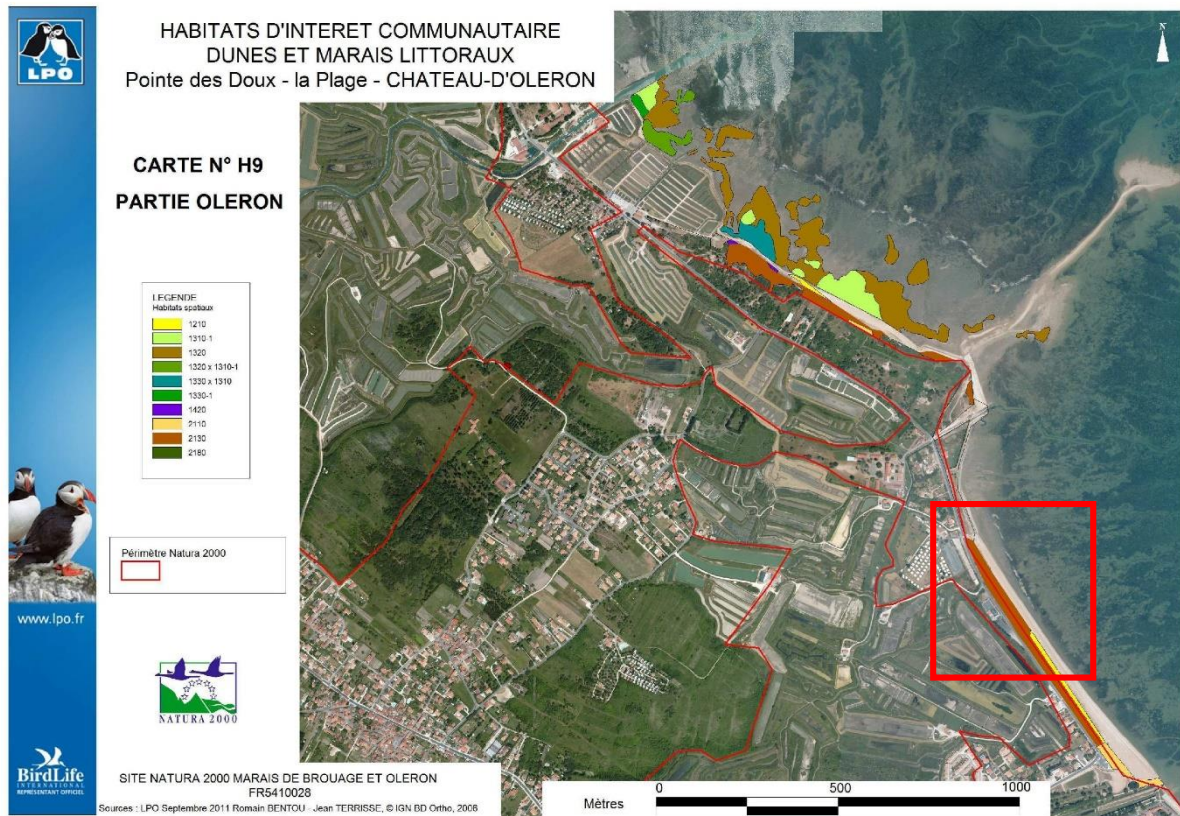 LPO
HABITATS D'INTERET COMMUNAUTAIRE
DUNES ET MARAIS LITTORAUX
Pointe des Doux - la Plage - CHATEAU-D'OLERON
CARTE N° H9
PARTIE OLERON
LEGENDE
Habitats spatiaux
1210
1310-1
1320
1320 x 1310-1
1330 x 1310
1330-1
1420
2110
2130
2180
Périmètre Natura 2000
www.lpo.fr
NATURA 2000
BirdLife
INTERNATIONAL
REPRÉSENTANT OFFICIEL
SITE NATURA 2000 MARAIS DE BROUAGE ET OLERON
FR5410028
Sources : LPO Septembre 2011 Romain BENTOU - Jean TERRISSE, © IGN BD Ortho, 2006
N
Mètres
0 500 1000